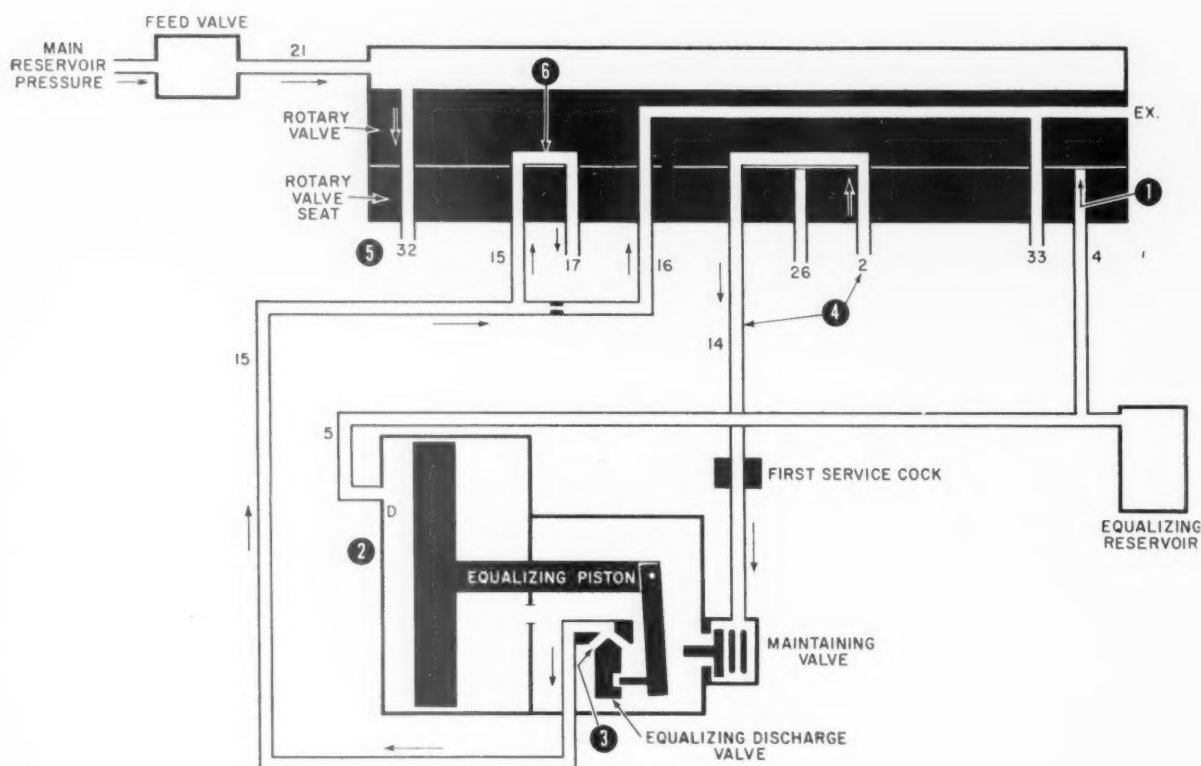 FEED VALVE
MAIN
RESERVOIR
PRESSURE
21
6
ROTARY
VALVE
EX.
ROTARY
VALVE
SEAT
1
5
32
15
17
16
26
2
33
4
4
14
15
5
FIRST SERVICE COCK
D
2
EQUALIZING
RESERVOIR
EQUALIZING PISTON
MAINTAINING
VALVE
3
EQUALIZING DISCHARGE
VALVE